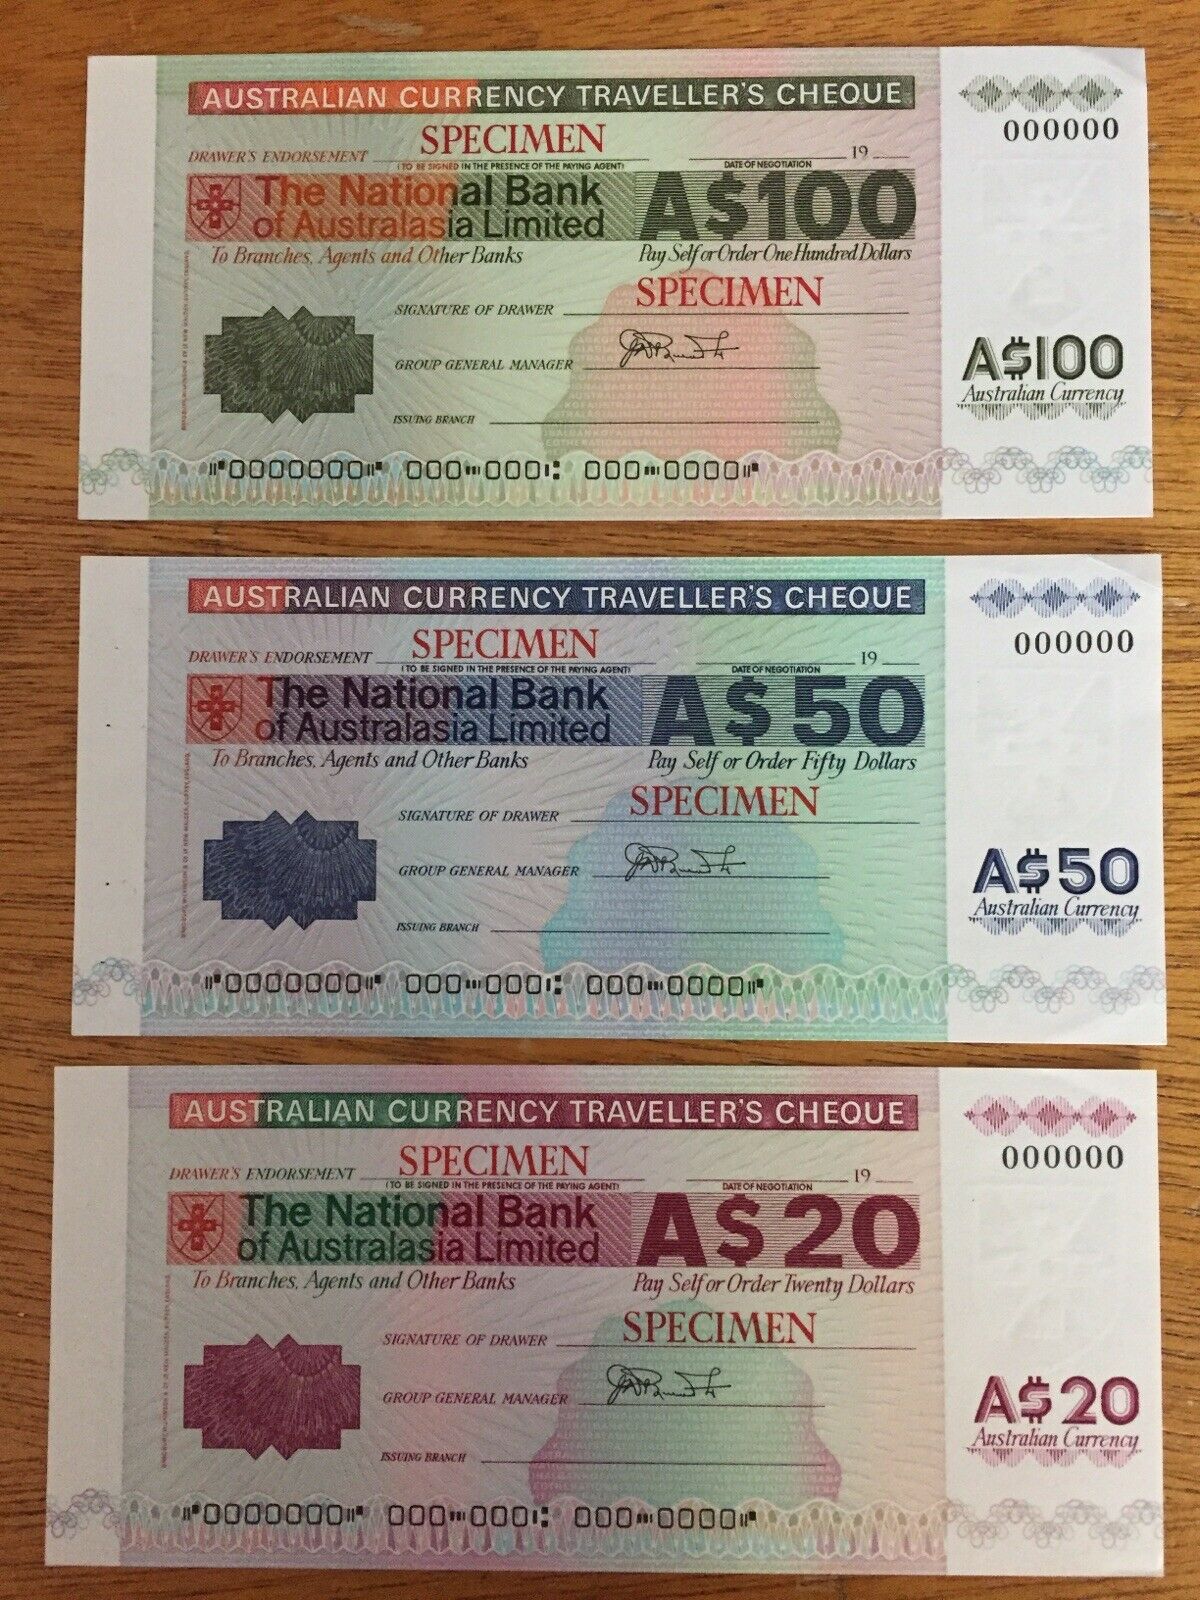 AUSTRALIAN CURRENCY TRAVELLER'S CHEQUE
000000
SPECIMEN
DRAWER'S ENDORSEMENT 19
(TO BE SIGNED IN THE PRESENCE OF THE PAYING AGENT) DATE OF NEGOTIATION
The National Bank
of Australasia Limited
A$100
To Branches, Agents and Other Banks
Pay Self or Order One Hundred Dollars
SPECIMEN
SIGNATURE OF DRAWER
GROUP GENERAL MANAGER
A$100
Australian Currency
ISSUING BRANCH
0000000 000 000 000 0000
AUSTRALIAN CURRENCY TRAVELLER'S CHEQUE
000000
SPECIMEN
DRAWER'S ENDORSEMENT 19
(TO BE SIGNED IN THE PRESENCE OF THE PAYING AGENT) DATE OF NEGOTIATION
The National Bank
of Australasia Limited
A$50
To Branches, Agents and Other Banks
Pay Self or Order Fifty Dollars
SPECIMEN
SIGNATURE OF DRAWER
GROUP GENERAL MANAGER
A$50
Australian Currency
ISSUING BRANCH
0000000 000 000 000 0000
AUSTRALIAN CURRENCY TRAVELLER'S CHEQUE
000000
SPECIMEN
DRAWER'S ENDORSEMENT 19
(TO BE SIGNED IN THE PRESENCE OF THE PAYING AGENT) DATE OF NEGOTIATION
The National Bank
of Australasia Limited
A$20
To Branches, Agents and Other Banks
Pay Self or Order Twenty Dollars
SPECIMEN
SIGNATURE OF DRAWER
GROUP GENERAL MANAGER
A$20
Australian Currency
ISSUING BRANCH
0000000 000 000 000 0000